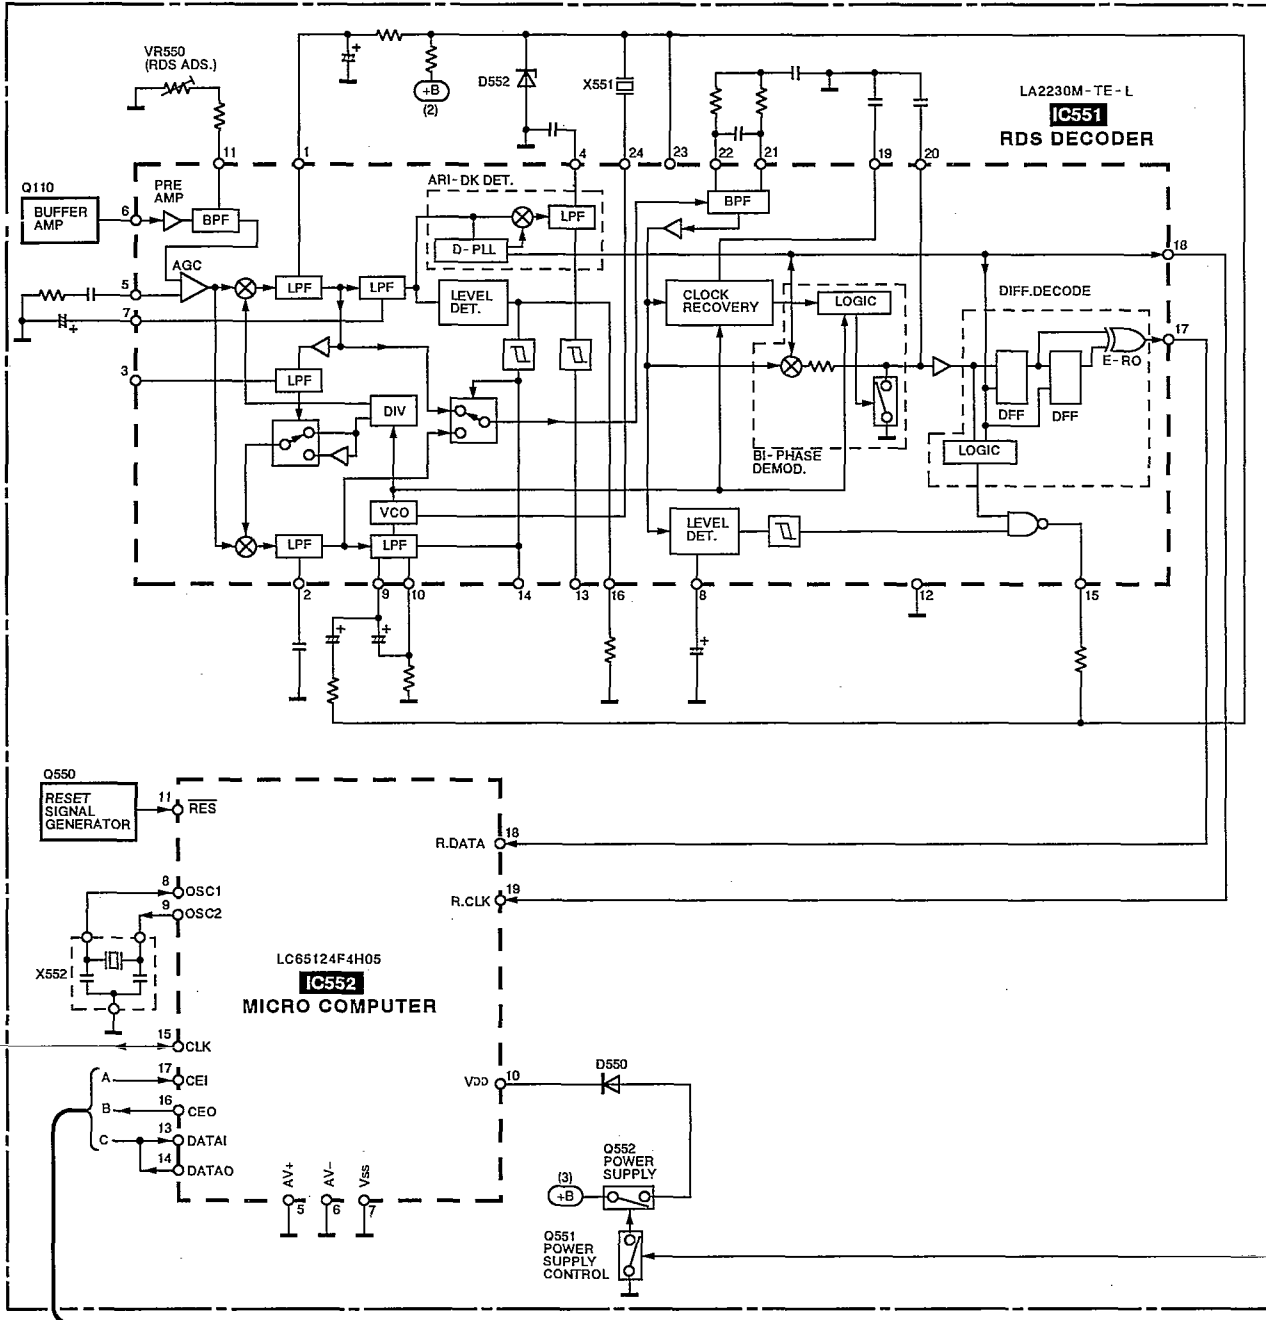 VR550
(RDS ADS.)
D552
+B
(2)
X551
LA2230M-TE-L
IC551
RDS DECODER
11
1
4
24
23
22
21
19
20
Q110
BUFFER
AMP
6
PRE
AMP
BPF
ARI-DK DET.
LPF
D-PLL
BPF
18
5
AGC
LPF
LPF
LEVEL
DET.
CLOCK
RECOVERY
LOGIC
DIFF.DECODE
17
7
+
E-RO
3
LPF
DIV
DFF
DFF
BI-PHASE
DEMOD.
LOGIC
VCO
LPF
LPF
LEVEL
DET.
2
9
10
14
13
16
8
12
15
+
+
+
Q550
RESET
SIGNAL
GENERATOR
11
RES
R.DATA
18
8
OSC1
R.CLK
19
9
OSC2
X552
LC65124F4H05
IC552
MICRO COMPUTER
15
CLK
A
17
CEI
VDD
10
D550
B
16
CEO
C
13
DATAI
14
DATAO
AV+
AV-
Vss
5
6
7
Q552
POWER
SUPPLY
(3)
+B
Q551
POWER
SUPPLY
CONTROL